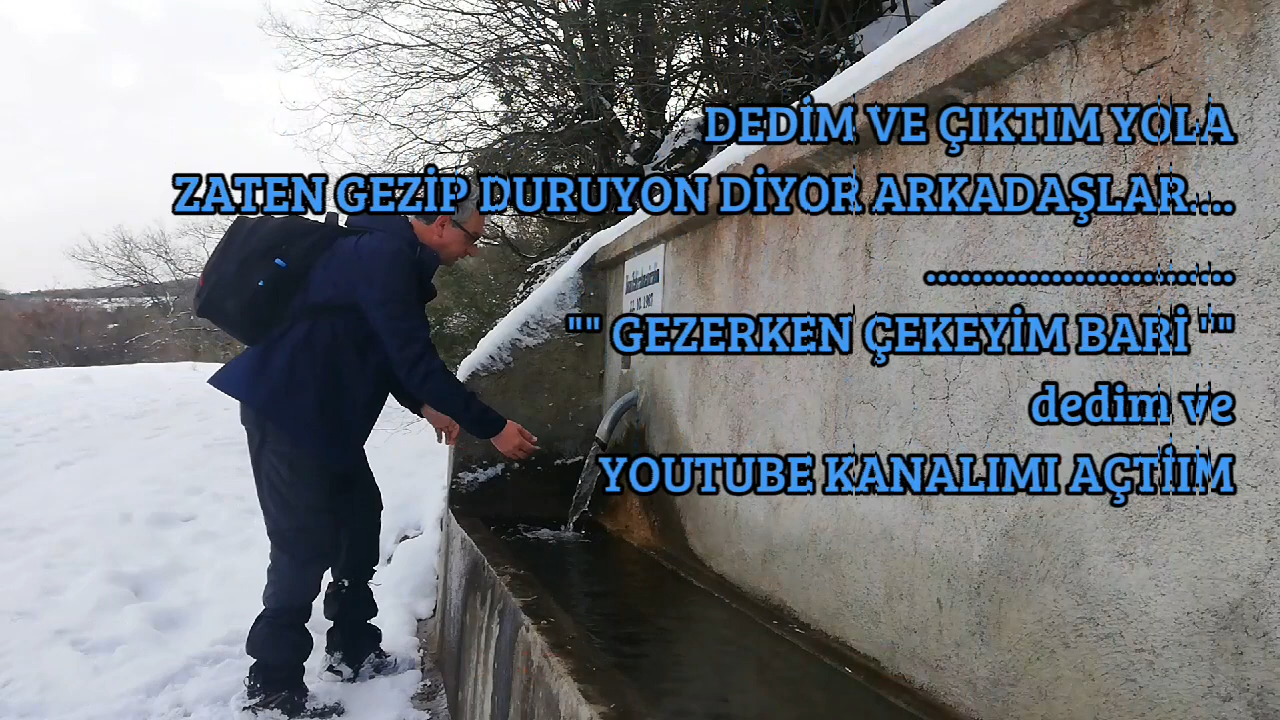 DEDİM VE ÇIKTIM YOLA
ZATEN GEZİP DURUYON DİYOR ARKADAŞLAR....
...........................
"" GEZERKEN ÇEKEYİM BARİ ""
dedim ve
YOUTUBE KANALIMI AÇTİIM